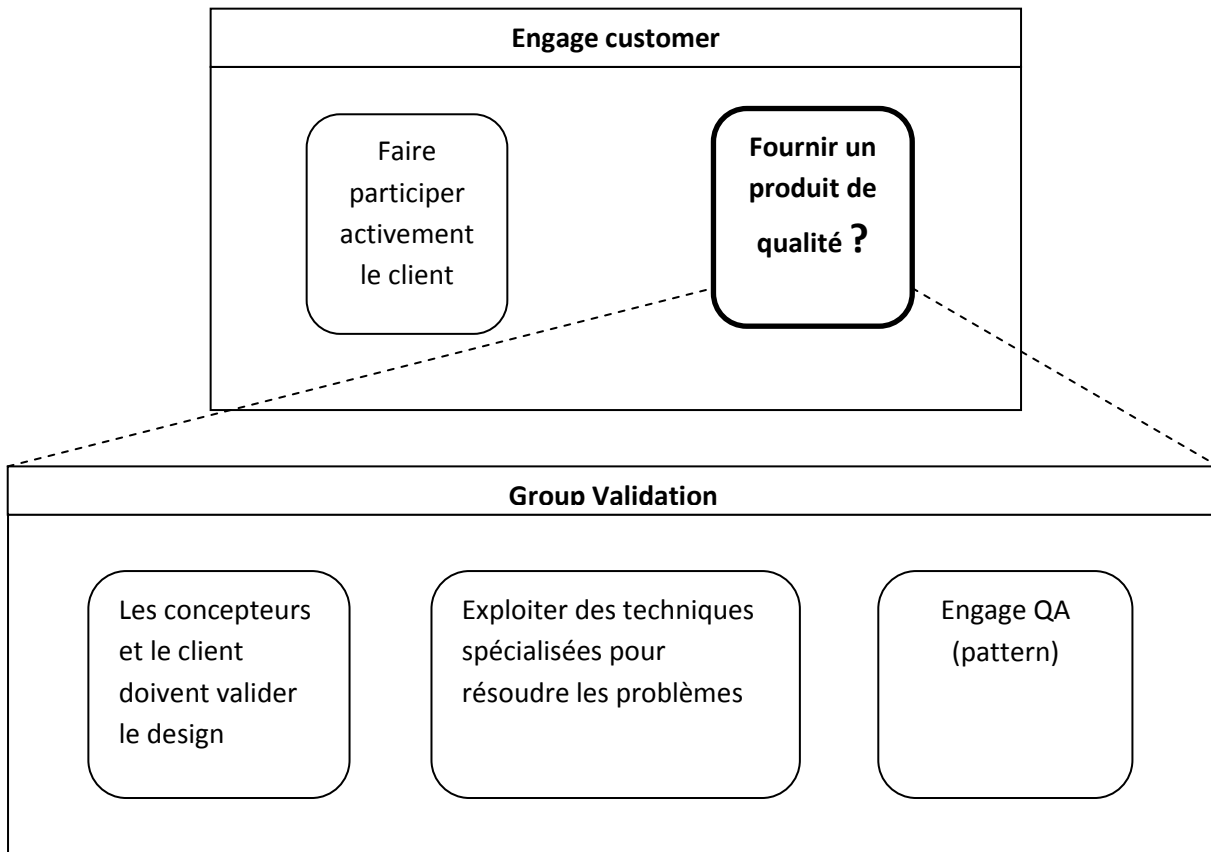 Engage customer
Faire
participer
activement
le client
Fournir un
produit de
qualité ?
Group Validation
Les concepteurs
et le client
doivent valider
le design
Exploiter des techniques
spécialisées pour
résoudre les problèmes
Engage QA
(pattern)